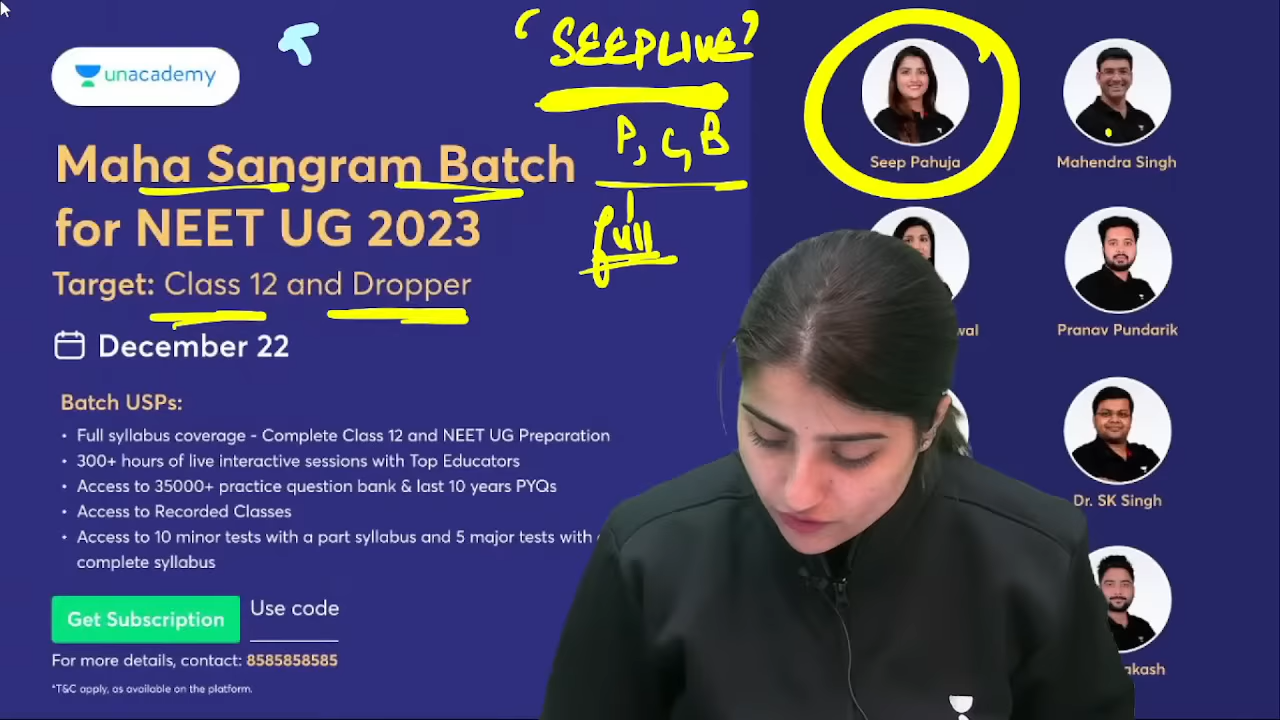 unacademy
Maha Sangram Batch
for NEET UG 2023
Target: Class 12 and Dropper
December 22
Batch USPs:
• Full syllabus coverage - Complete Class 12 and NEET UG Preparation
• 300+ hours of live interactive sessions with Top Educators
• Access to 35000+ practice question bank & last 10 years PYQs
• Access to Recorded Classes
• Access to 10 minor tests with a part syllabus and 5 major tests with
complete syllabus
Get Subscription
Use code
For more details, contact: 8585858585
*T&C apply, as available on the platform.
'SEEPLIVE'
P, C, B
full
Seep Pahuja
Mahendra Singh
Pranav Pundarik
Dr. SK Singh